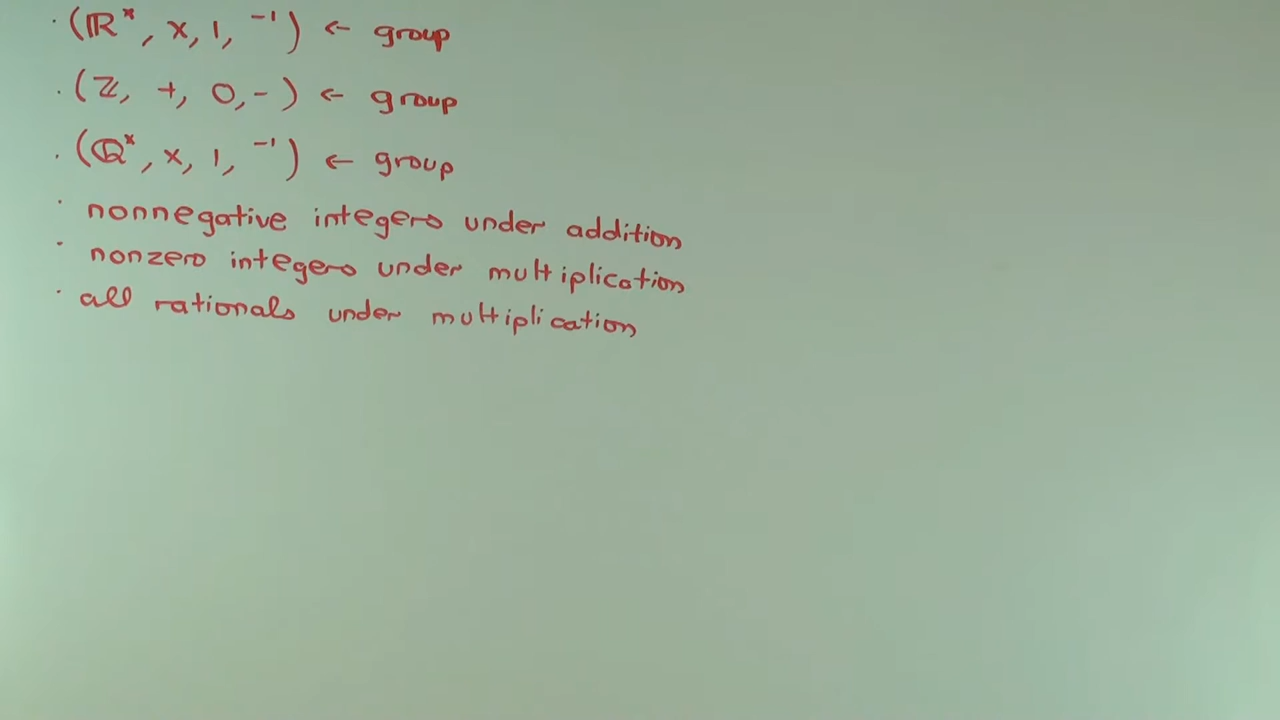 · (ℝ*, ×, 1, ⁻¹) ← group
· (ℤ, +, 0, -) ← group
· (ℚ*, ×, 1, ⁻¹) ← group
· nonnegative integers under addition
· nonzero integers under multiplication
· all rationals under multiplication